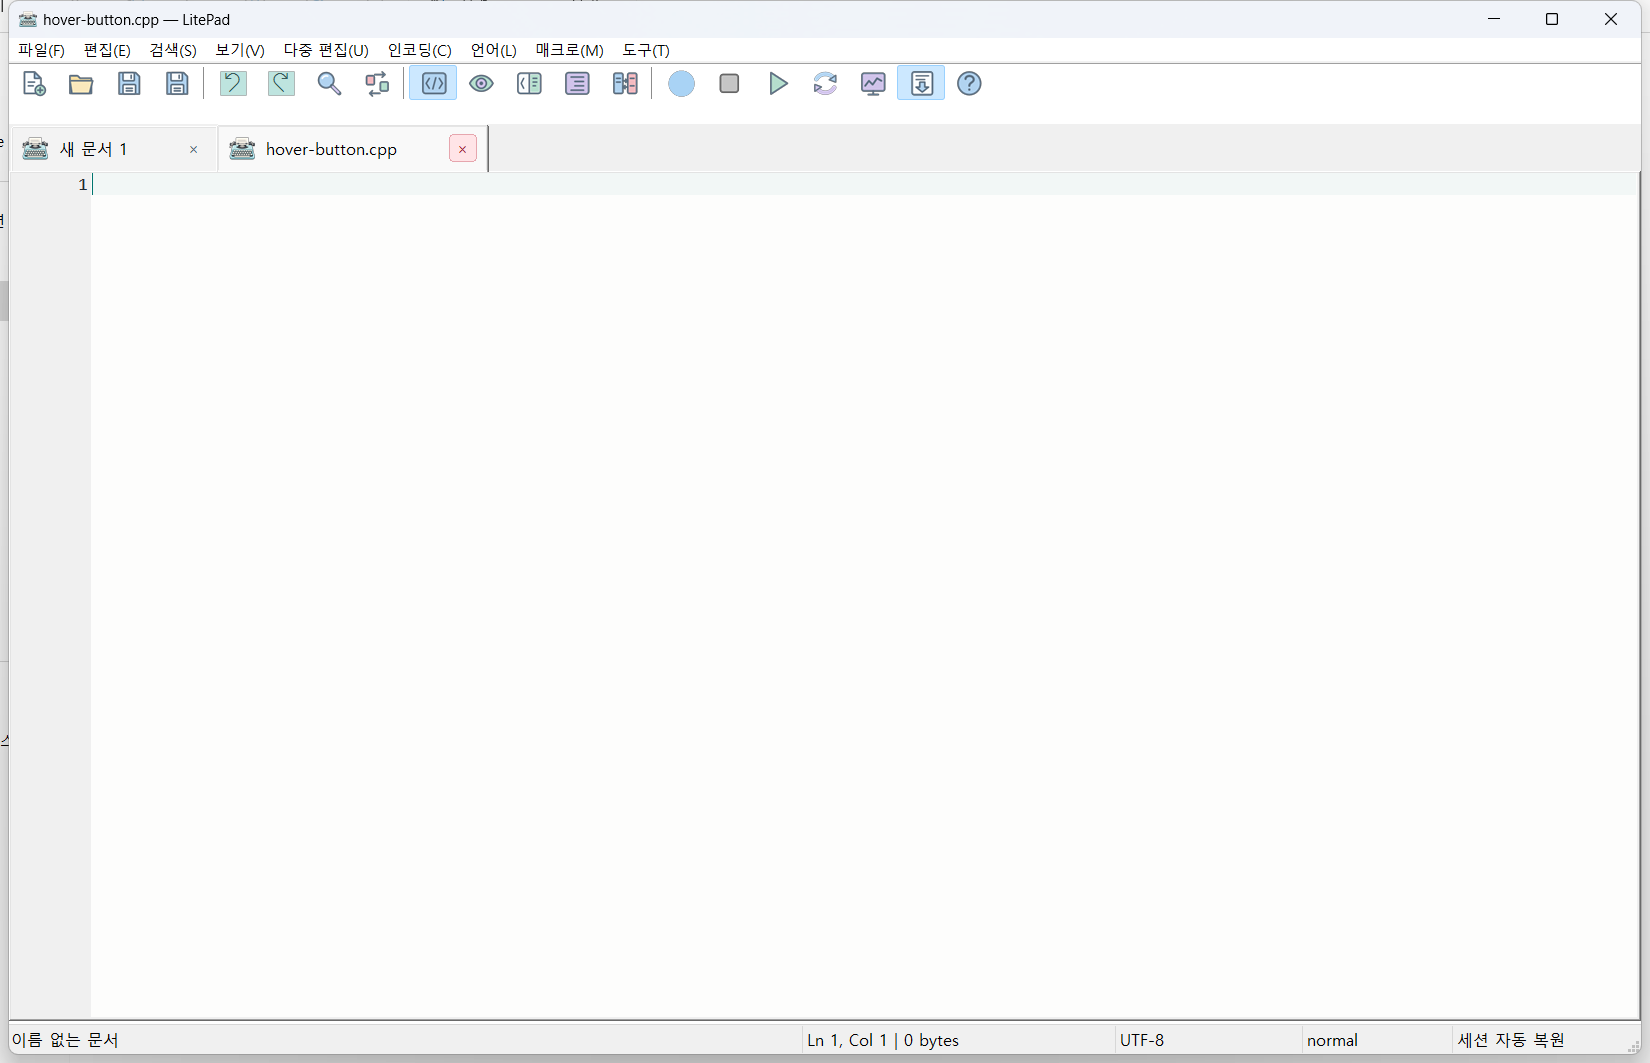 hover-button.cpp — LitePad
파일(F) 편집(E) 검색(S) 보기(V) 다중 편집(U) 인코딩(C) 언어(L) 매크로(M) 도구(T)
새 문서 1 × hover-button.cpp ×
1
이름 없는 문서 Ln 1, Col 1 | 0 bytes UTF-8 normal 세션 자동 복원